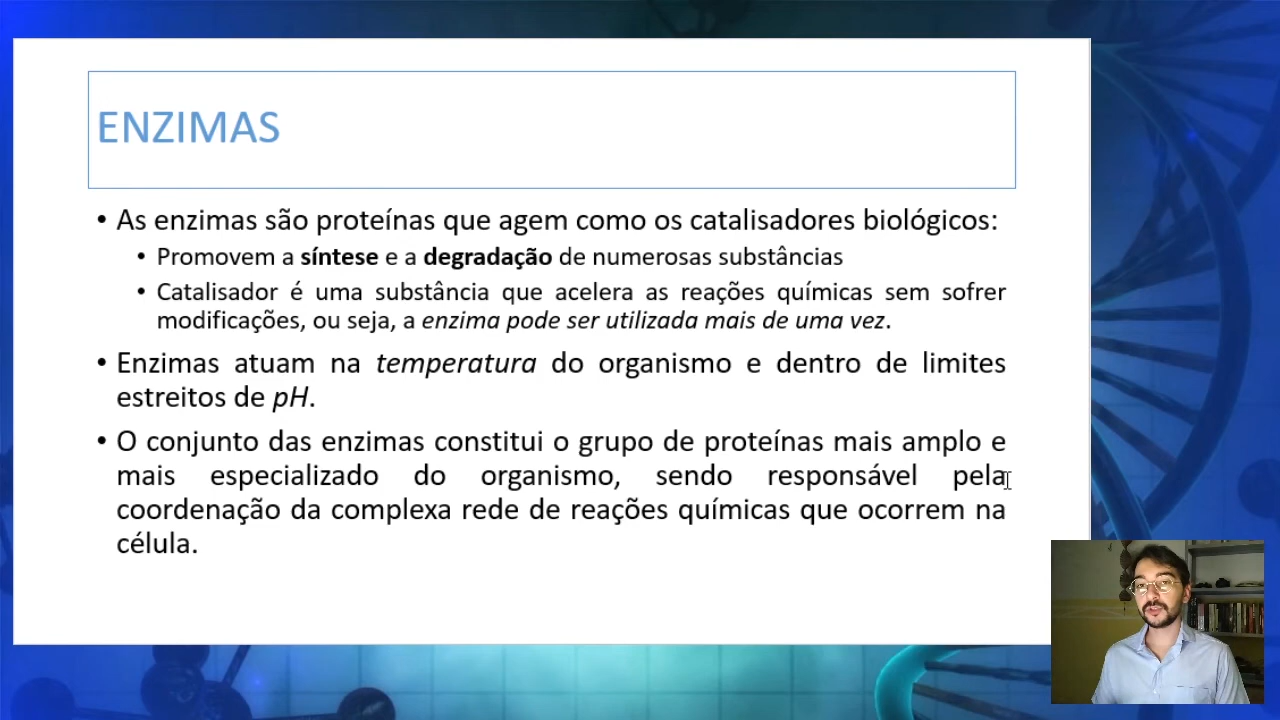 ENZIMAS
• As enzimas são proteínas que agem como os catalisadores biológicos:
• Promovem a síntese e a degradação de numerosas substâncias
• Catalisador é uma substância que acelera as reações químicas sem sofrer
modificações, ou seja, a enzima pode ser utilizada mais de uma vez.
• Enzimas atuam na temperatura do organismo e dentro de limites
estreitos de pH.
• O conjunto das enzimas constitui o grupo de proteínas mais amplo e
mais especializado do organismo, sendo responsável pela
coordenação da complexa rede de reações químicas que ocorrem na
célula.